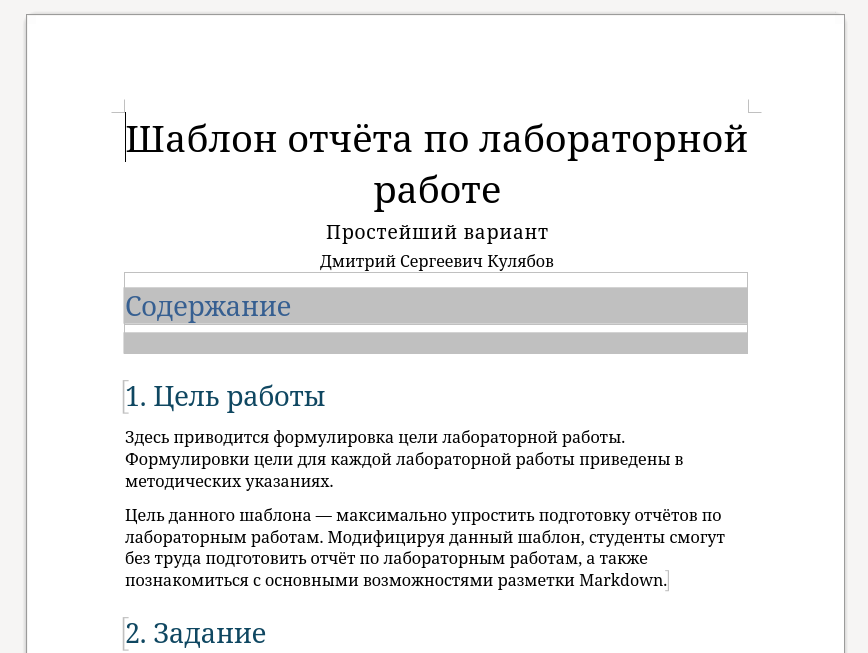 Шаблон отчёта по лабораторной
работе
Простейший вариант
Дмитрий Сергеевич Кулябов
Содержание
1. Цель работы
Здесь приводится формулировка цели лабораторной работы.
Формулировки цели для каждой лабораторной работы приведены в
методических указаниях.
Цель данного шаблона — максимально упростить подготовку отчётов по
лабораторным работам. Модифицируя данный шаблон, студенты смогут
без труда подготовить отчёт по лабораторным работам, а также
познакомиться с основными возможностями разметки Markdown.
2. Задание